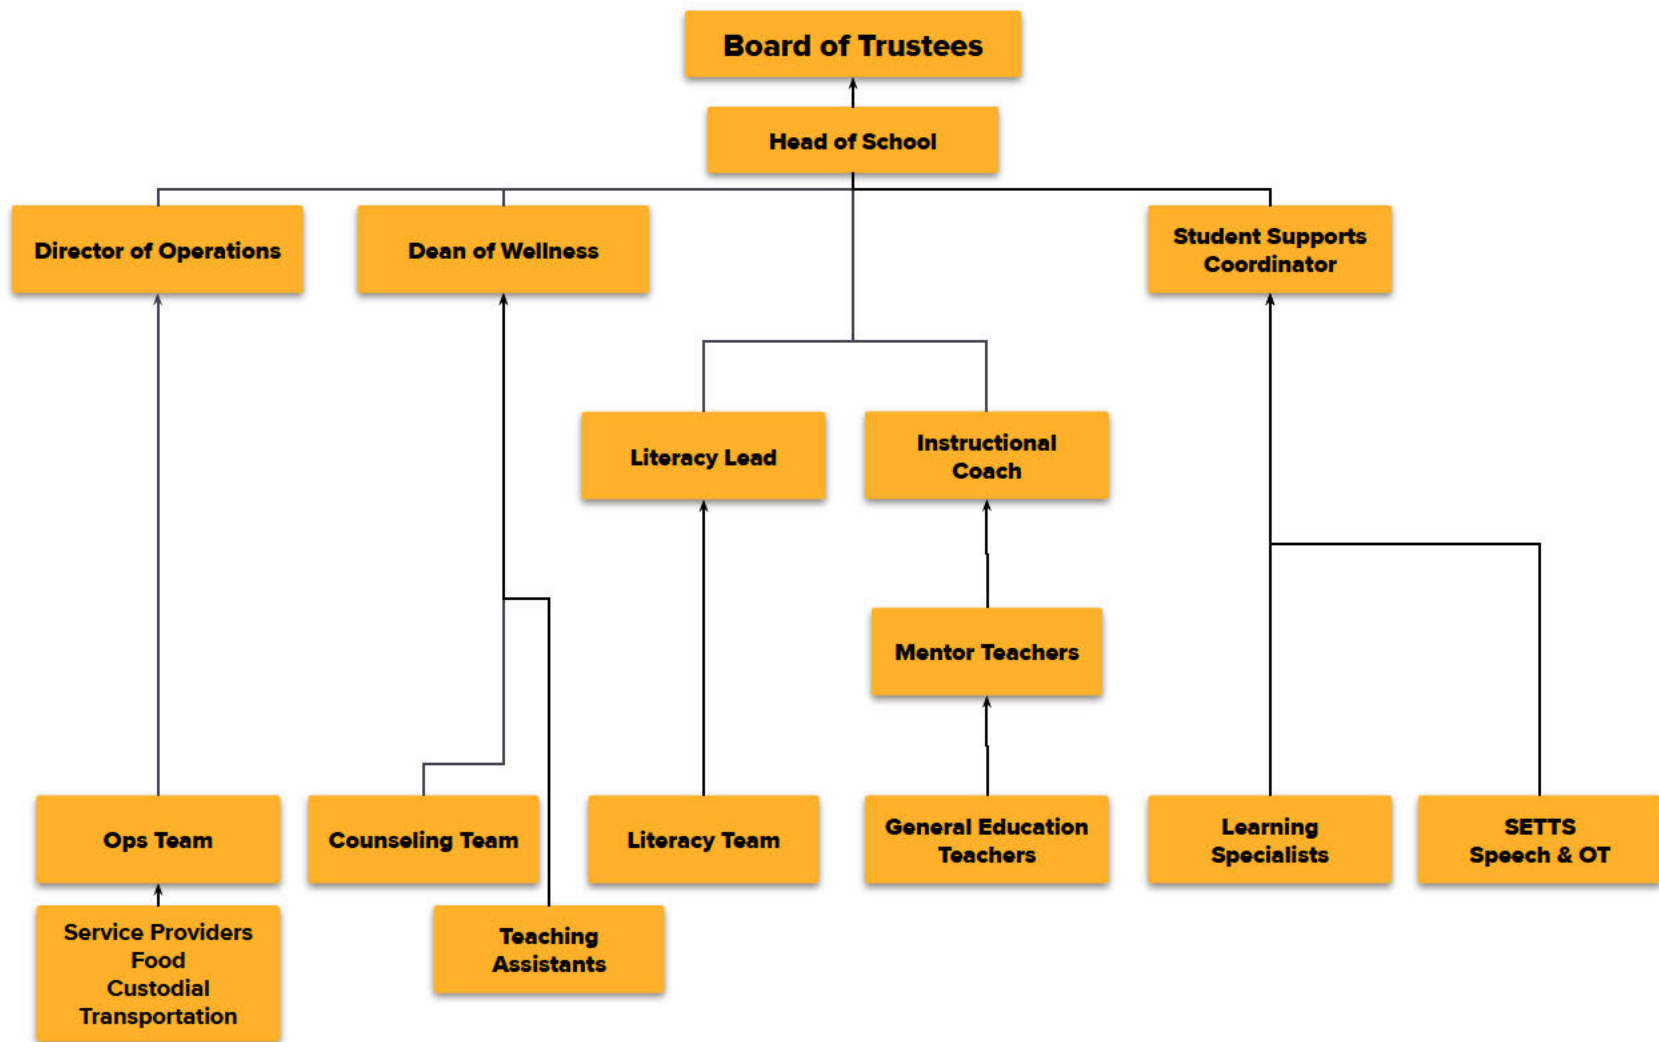 Board of Trustees
Head of School
Director of Operations
Dean of Wellness
Student Supports
Coordinator
Literacy Lead
Instructional
Coach
Mentor Teachers
Ops Team
Counseling Team
Literacy Team
General Education
Teachers
Learning
Specialists
SETTS
Speech & OT
Service Providers
Food
Custodial
Transportation
Teaching
Assistants